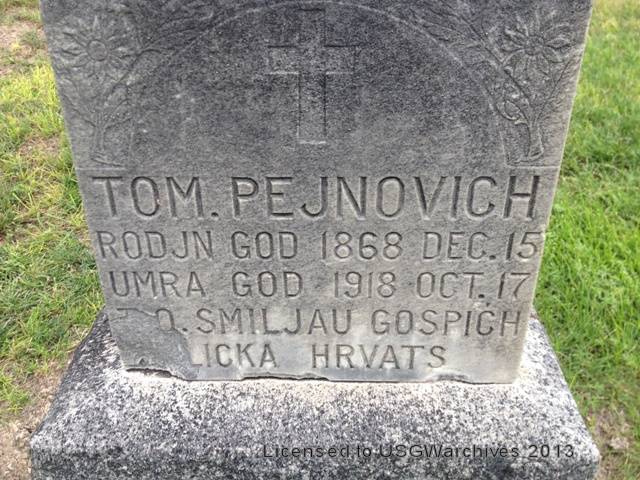 TOM. PEJNOVICH
RODJN GOD 1868 DEC. 15
UMRA GOD 1918 OCT. 17
SMILJAU GOSPICH
LICKA HRVATS
Licensed to USGWarchives 2013